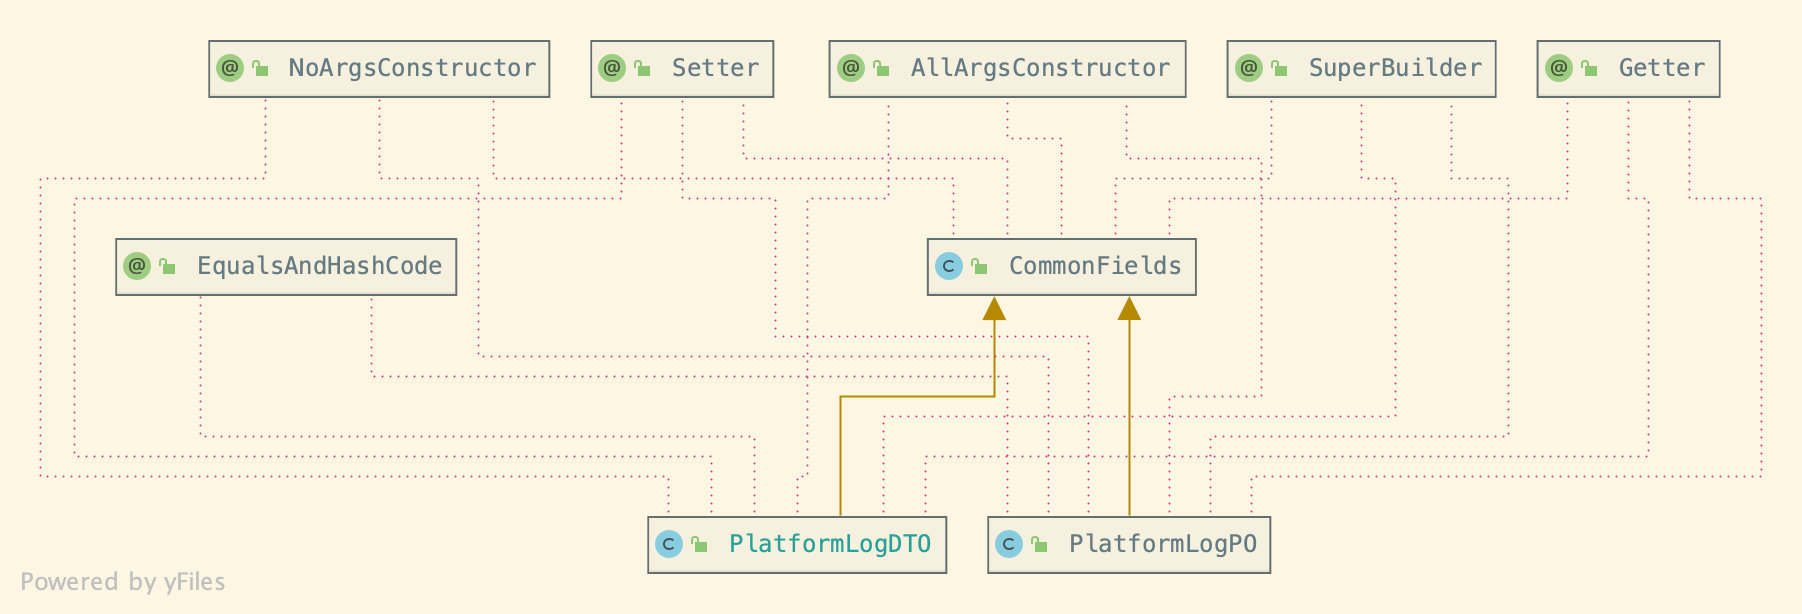 @ NoArgsConstructor
@ Setter
@ AllArgsConstructor
@ SuperBuilder
@ Getter
@ EqualsAndHashCode
C CommonFields
C PlatformLogDTO
C PlatformLogPO
Powered by yFiles